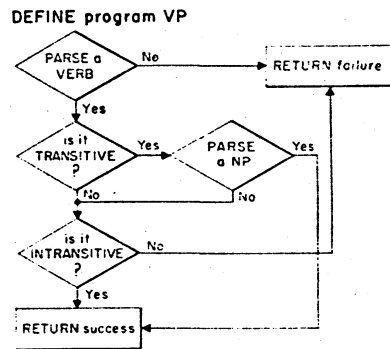 DEFINE program VP
PARSE a
VERB
No
RETURN failure
Yes
is it
TRANSITIVE
?
Yes
PARSE
a NP
Yes
No
No
is it
INTRANSITIVE
?
No
Yes
RETURN success